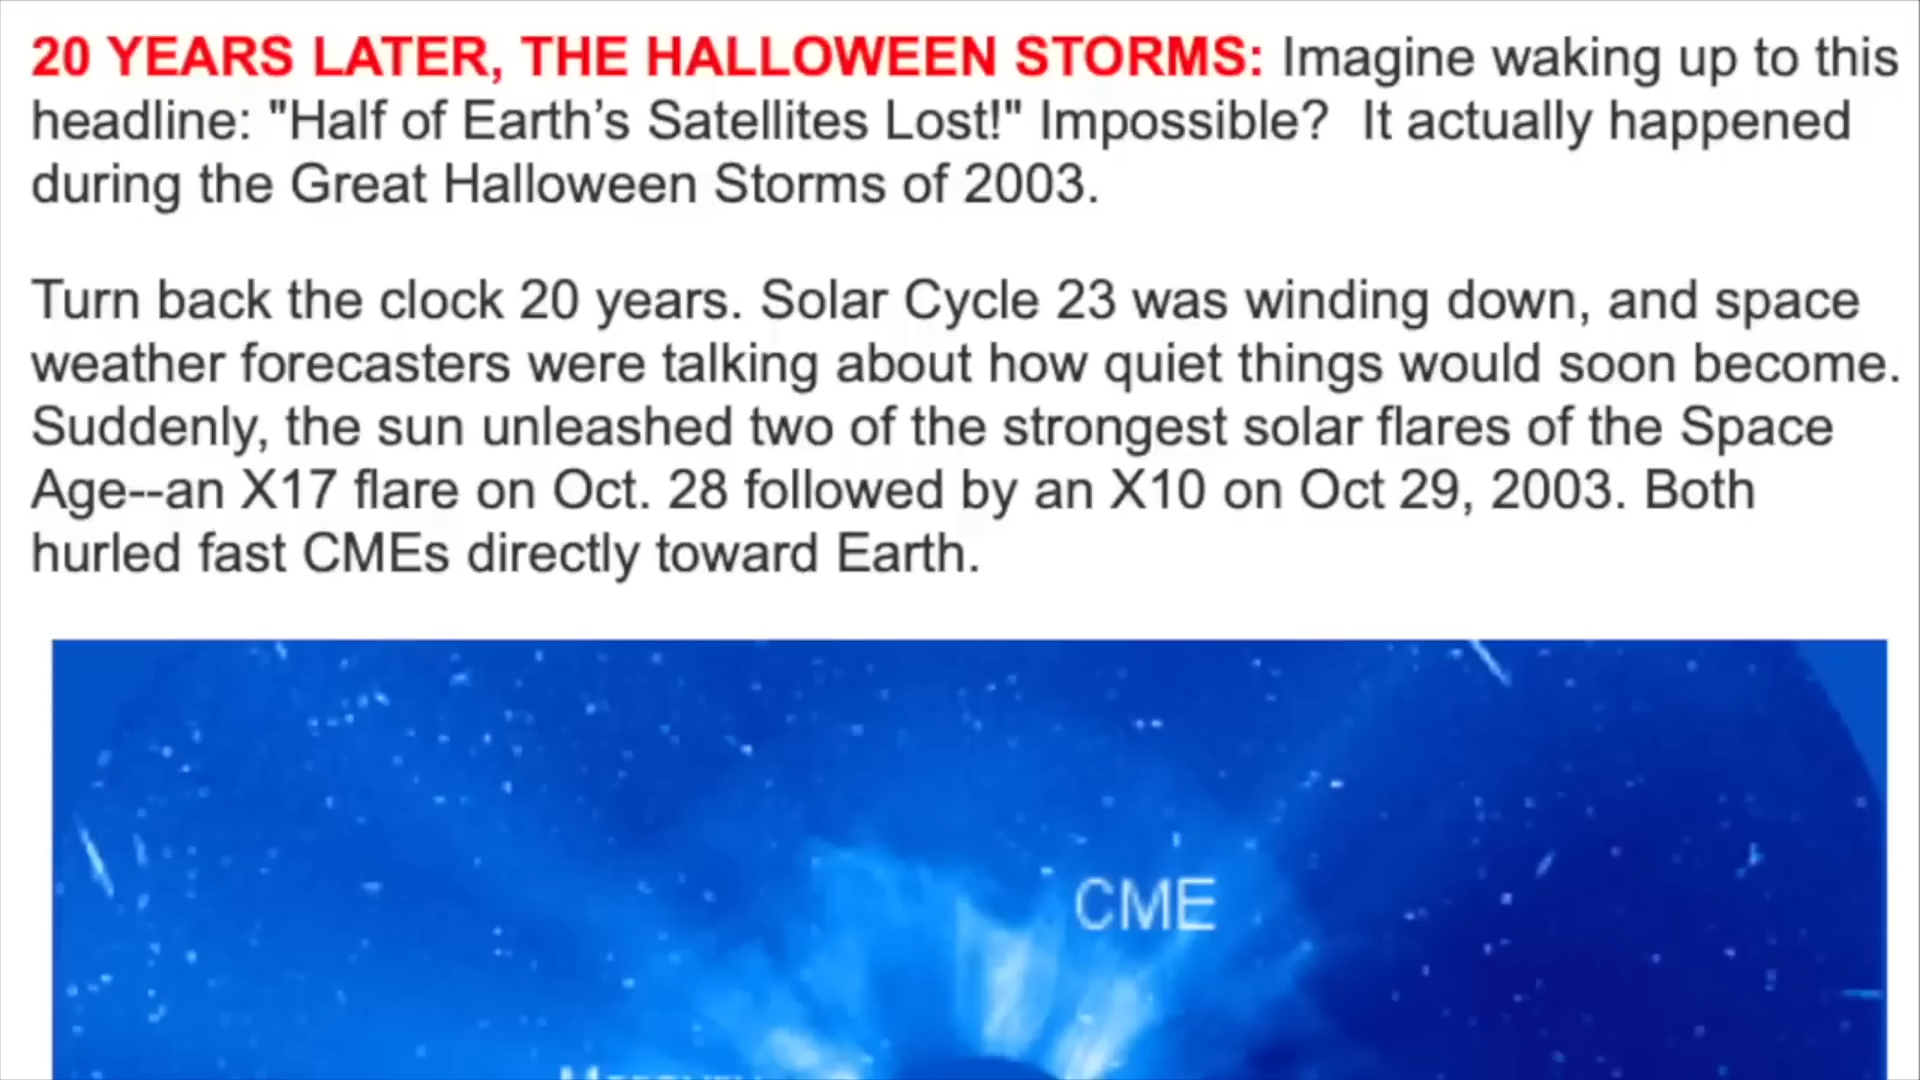 20 YEARS LATER, THE HALLOWEEN STORMS: Imagine waking up to this
headline: "Half of Earth’s Satellites Lost!" Impossible?  It actually happened
during the Great Halloween Storms of 2003.
Turn back the clock 20 years. Solar Cycle 23 was winding down, and space
weather forecasters were talking about how quiet things would soon become.
Suddenly, the sun unleashed two of the strongest solar flares of the Space
Age--an X17 flare on Oct. 28 followed by an X10 on Oct 29, 2003. Both
hurled fast CMEs directly toward Earth.
CME